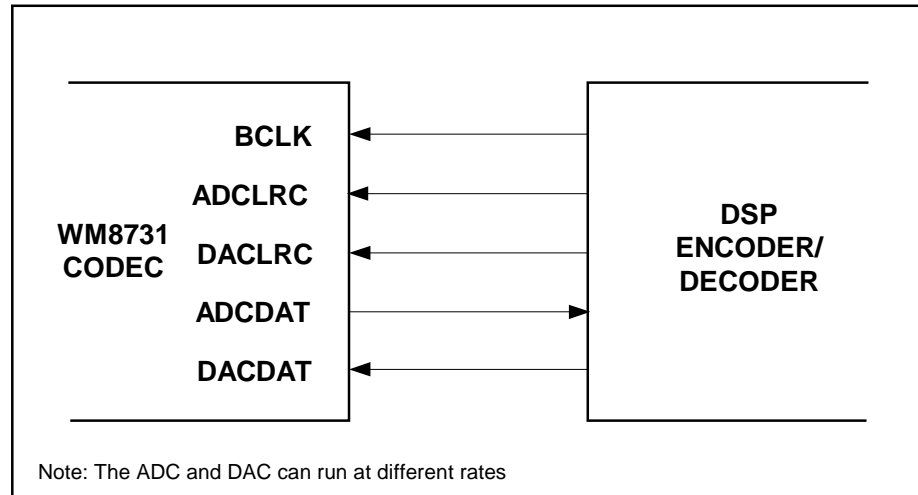 BCLK
ADCLRC
DACLRC
ADCDAT
DACDAT
WM8731
CODEC
DSP
ENCODER/
DECODER
Note: The ADC and DAC can run at different rates